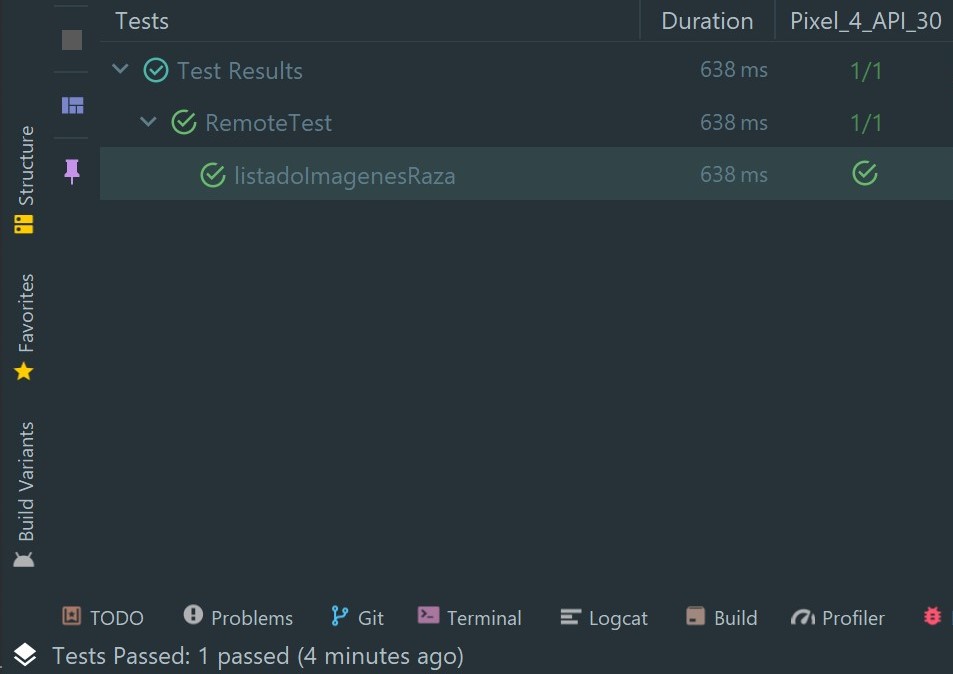 Tests Duration Pixel_4_API_30
Test Results 638 ms 1/1
RemoteTest 638 ms 1/1
listadoImagenesRaza 638 ms
Structure
Favorites
Build Variants
TODO Problems Git Terminal Logcat Build Profiler
Tests Passed: 1 passed (4 minutes ago)